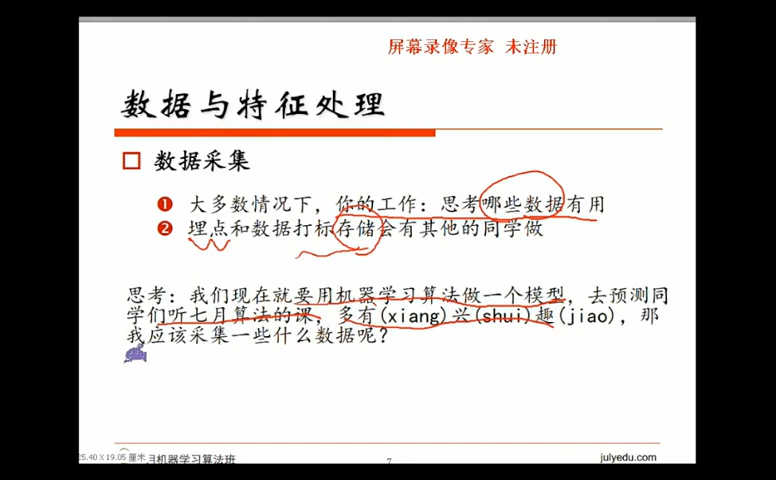 屏幕录像专家 未注册
数据与特征处理
数据采集
❶ 大多数情况下，你的工作：思考哪些数据有用
❷ 埋点和数据打标存储会有其他的同学做
思考：我们现在就要用机器学习算法做一个模型，去预测同
学们听七月算法的课，多有(xiang)兴(shui)趣(jiao)，那
我应该采集一些什么数据呢？
25.40 X 19.05 厘米
月机器学习算法班
7
julyedu.com